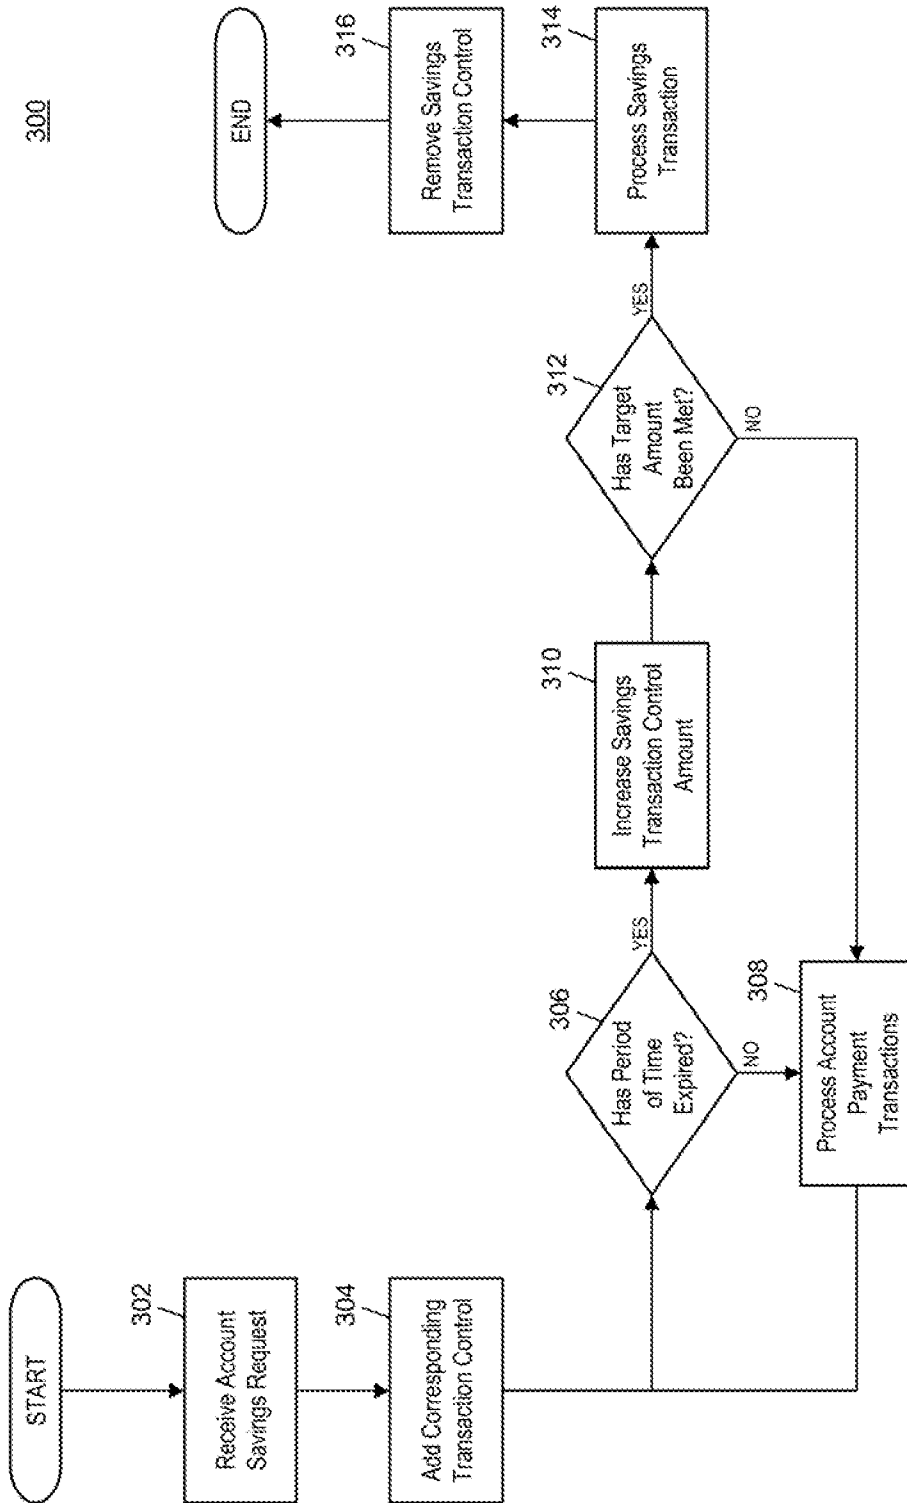 300
START
302
Receive Account
Savings Request
304
Add Corresponding
Transaction Control
306
Has Period
of Time
Expired?
NO
YES
308
Process Account
Payment
Transactions
310
Increase Savings
Transaction Control
Amount
312
Has Target
Amount
Been Met?
NO
YES
314
Process Savings
Transaction
316
Remove Savings
Transaction Control
END